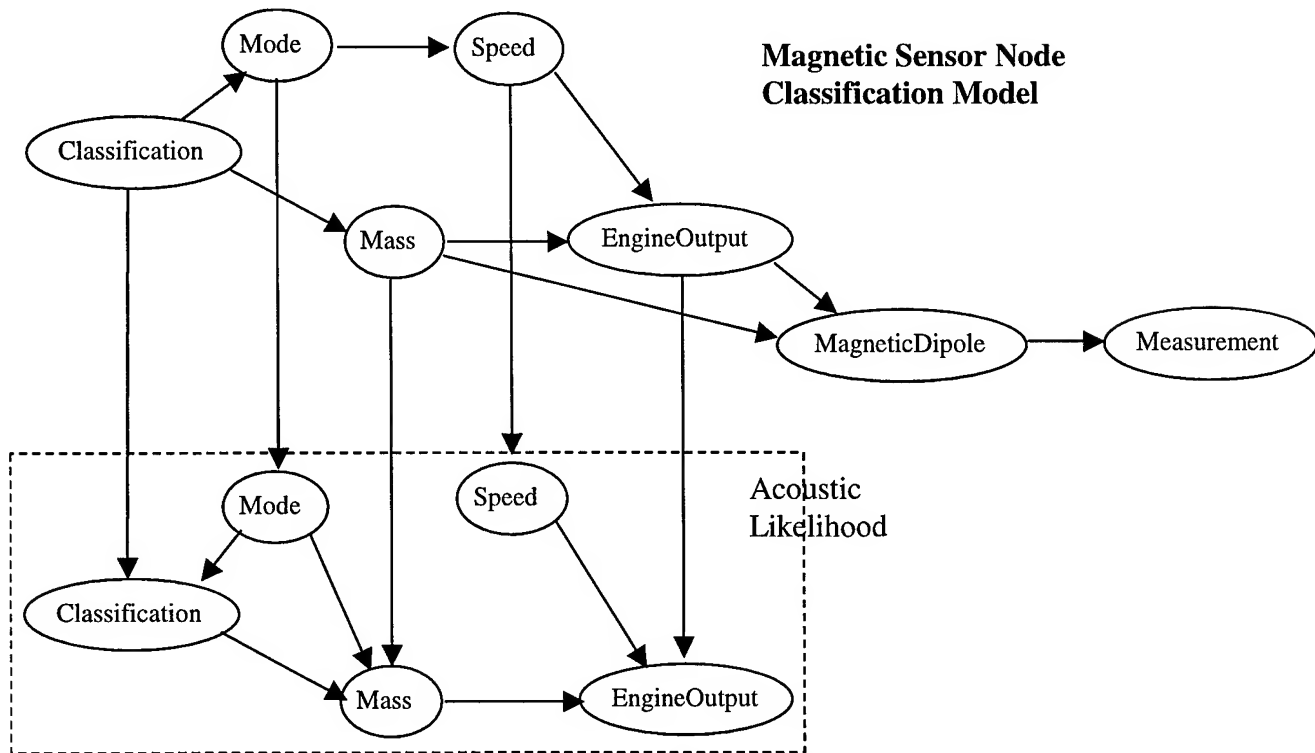 Mode
Speed
Magnetic Sensor Node
Classification Model
Classification
Mass
EngineOutput
MagneticDipole
Measurement
Mode
Speed
Acoustic
Likelihood
Classification
Mass
EngineOutput